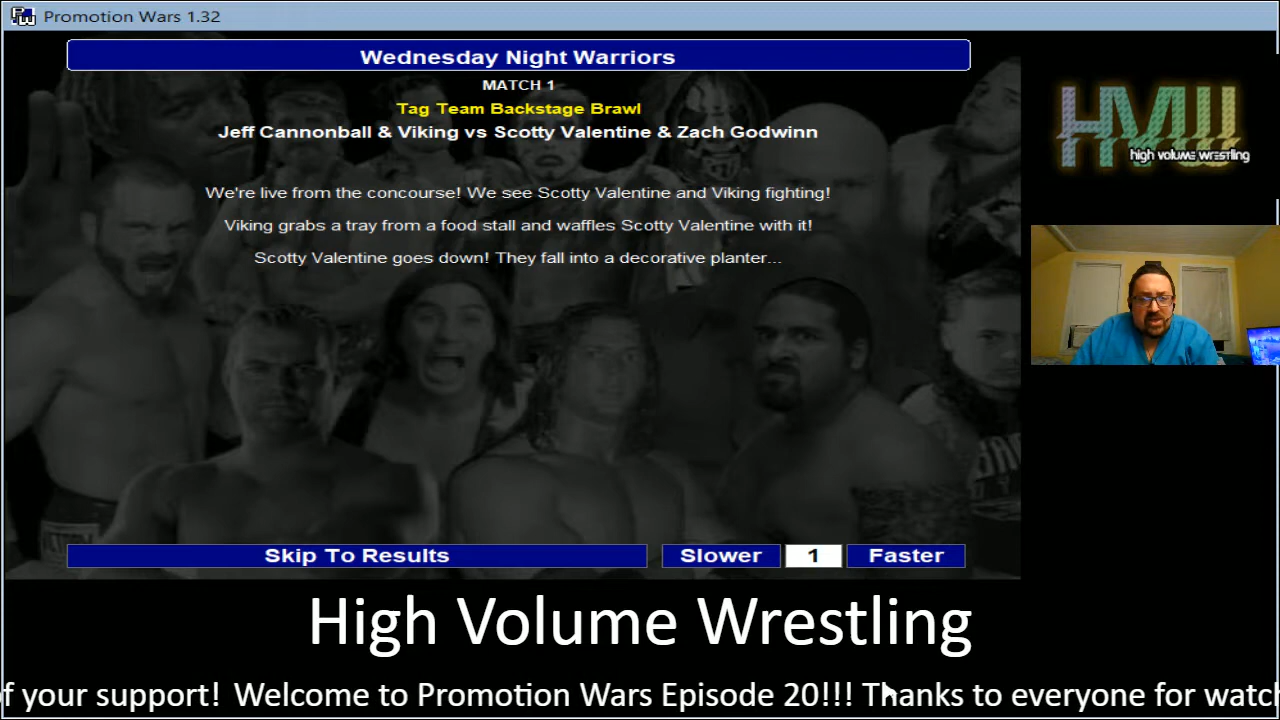 Promotion Wars 1.32
Wednesday Night Warriors
MATCH 1
Tag Team Backstage Brawl
Jeff Cannonball & Viking vs Scotty Valentine & Zach Godwinn
We're live from the concourse! We see Scotty Valentine and Viking fighting!
Viking grabs a tray from a food stall and waffles Scotty Valentine with it!
Scotty Valentine goes down! They fall into a decorative planter...
HVW
high volume wrestling
Skip To Results
Slower 1 Faster
High Volume Wrestling
f your support! Welcome to Promotion Wars Episode 20!!! Thanks to everyone for watch